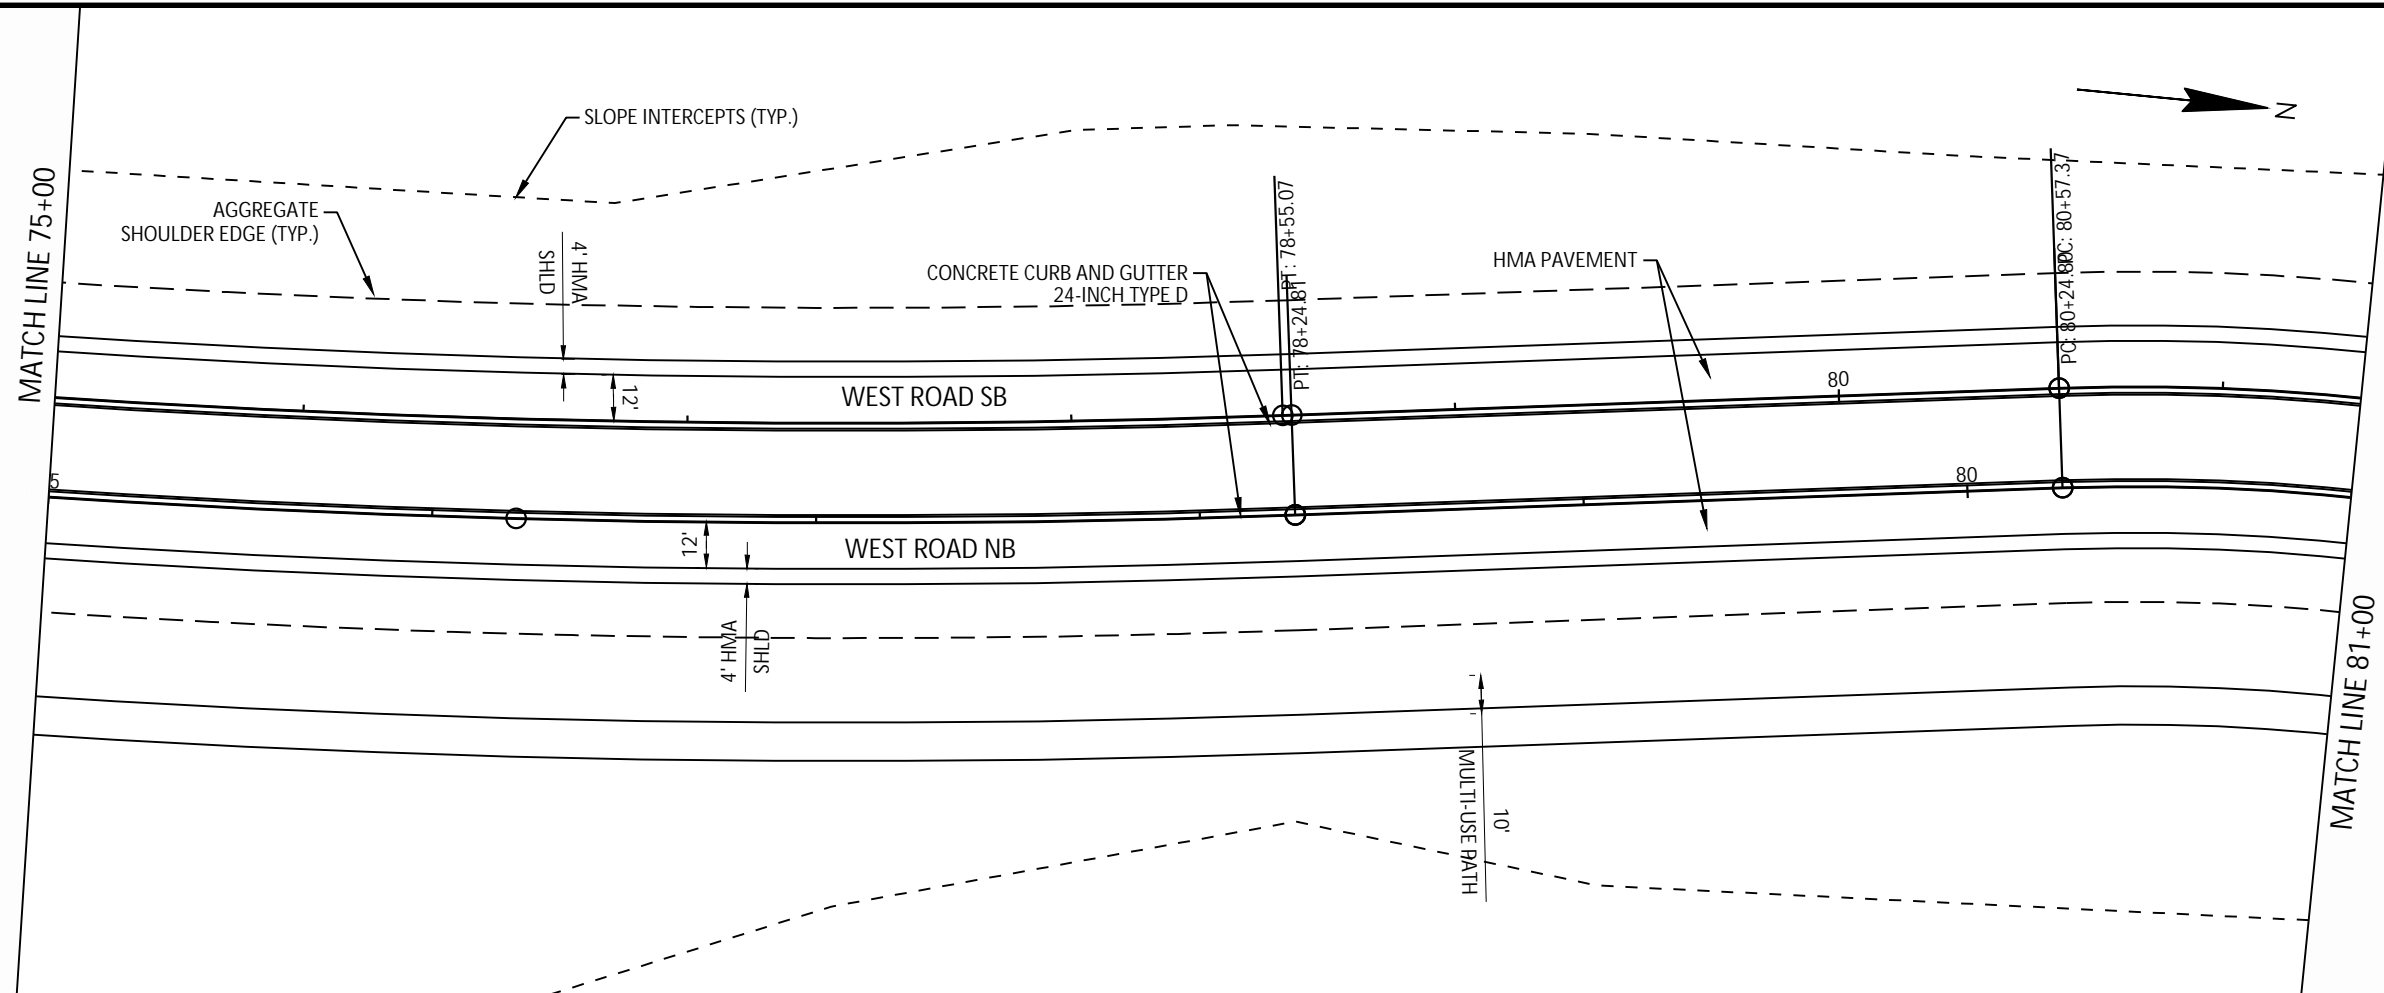 SLOPE INTERCEPTS (TYP.)
N
MATCH LINE 75+00
AGGREGATE
SHOULDER EDGE (TYP.)
4' HMA
SHLD
PT: 78+55.07
PC: 80+57.37
CONCRETE CURB AND GUTTER
24-INCH TYPE D
HMA PAVEMENT
PT: 78+24.81
PC: 80+24.80
12'
WEST ROAD SB
80
5
80
12'
WEST ROAD NB
4' HMA
SHLD
MATCH LINE 81+00
10'
MULTI-USE PATH